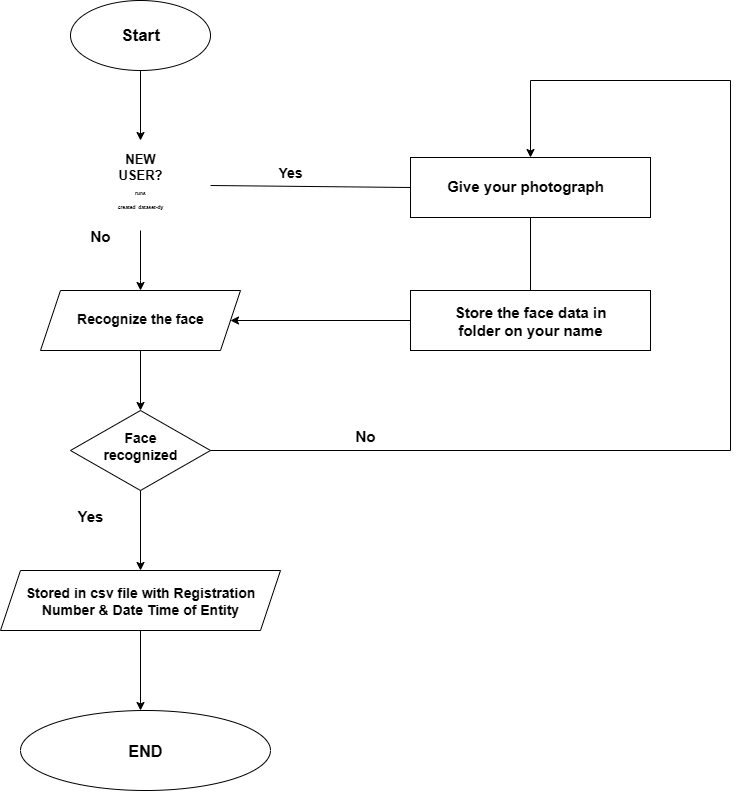 Start
NEW
USER?
runs
created dataset-dy
Yes
Give your photograph
No
Recognize the face
Store the face data in
folder on your name
Face
recognized
No
Yes
Stored in csv file with Registration
Number & Date Time of Entity
END